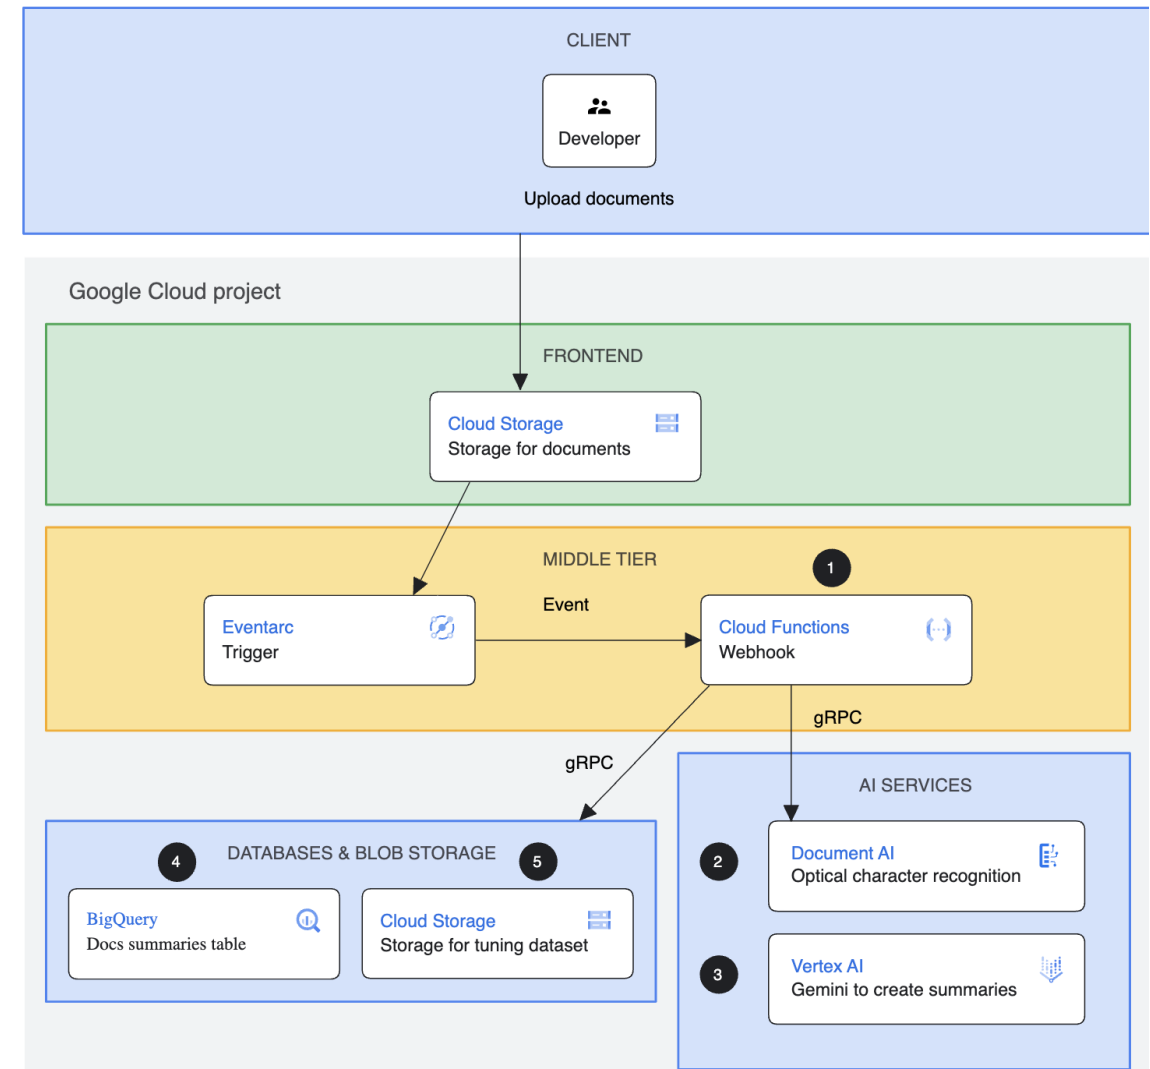 CLIENT
Developer
Upload documents
Google Cloud project
FRONTEND
Cloud Storage
Storage for documents
MIDDLE TIER
1
Event
Eventarc
Trigger
Cloud Functions
Webhook
gRPC
gRPC
AI SERVICES
DATABASES & BLOB STORAGE
4
5
2
Document AI
Optical character recognition
BigQuery
Docs summaries table
Cloud Storage
Storage for tuning dataset
3
Vertex AI
Gemini to create summaries